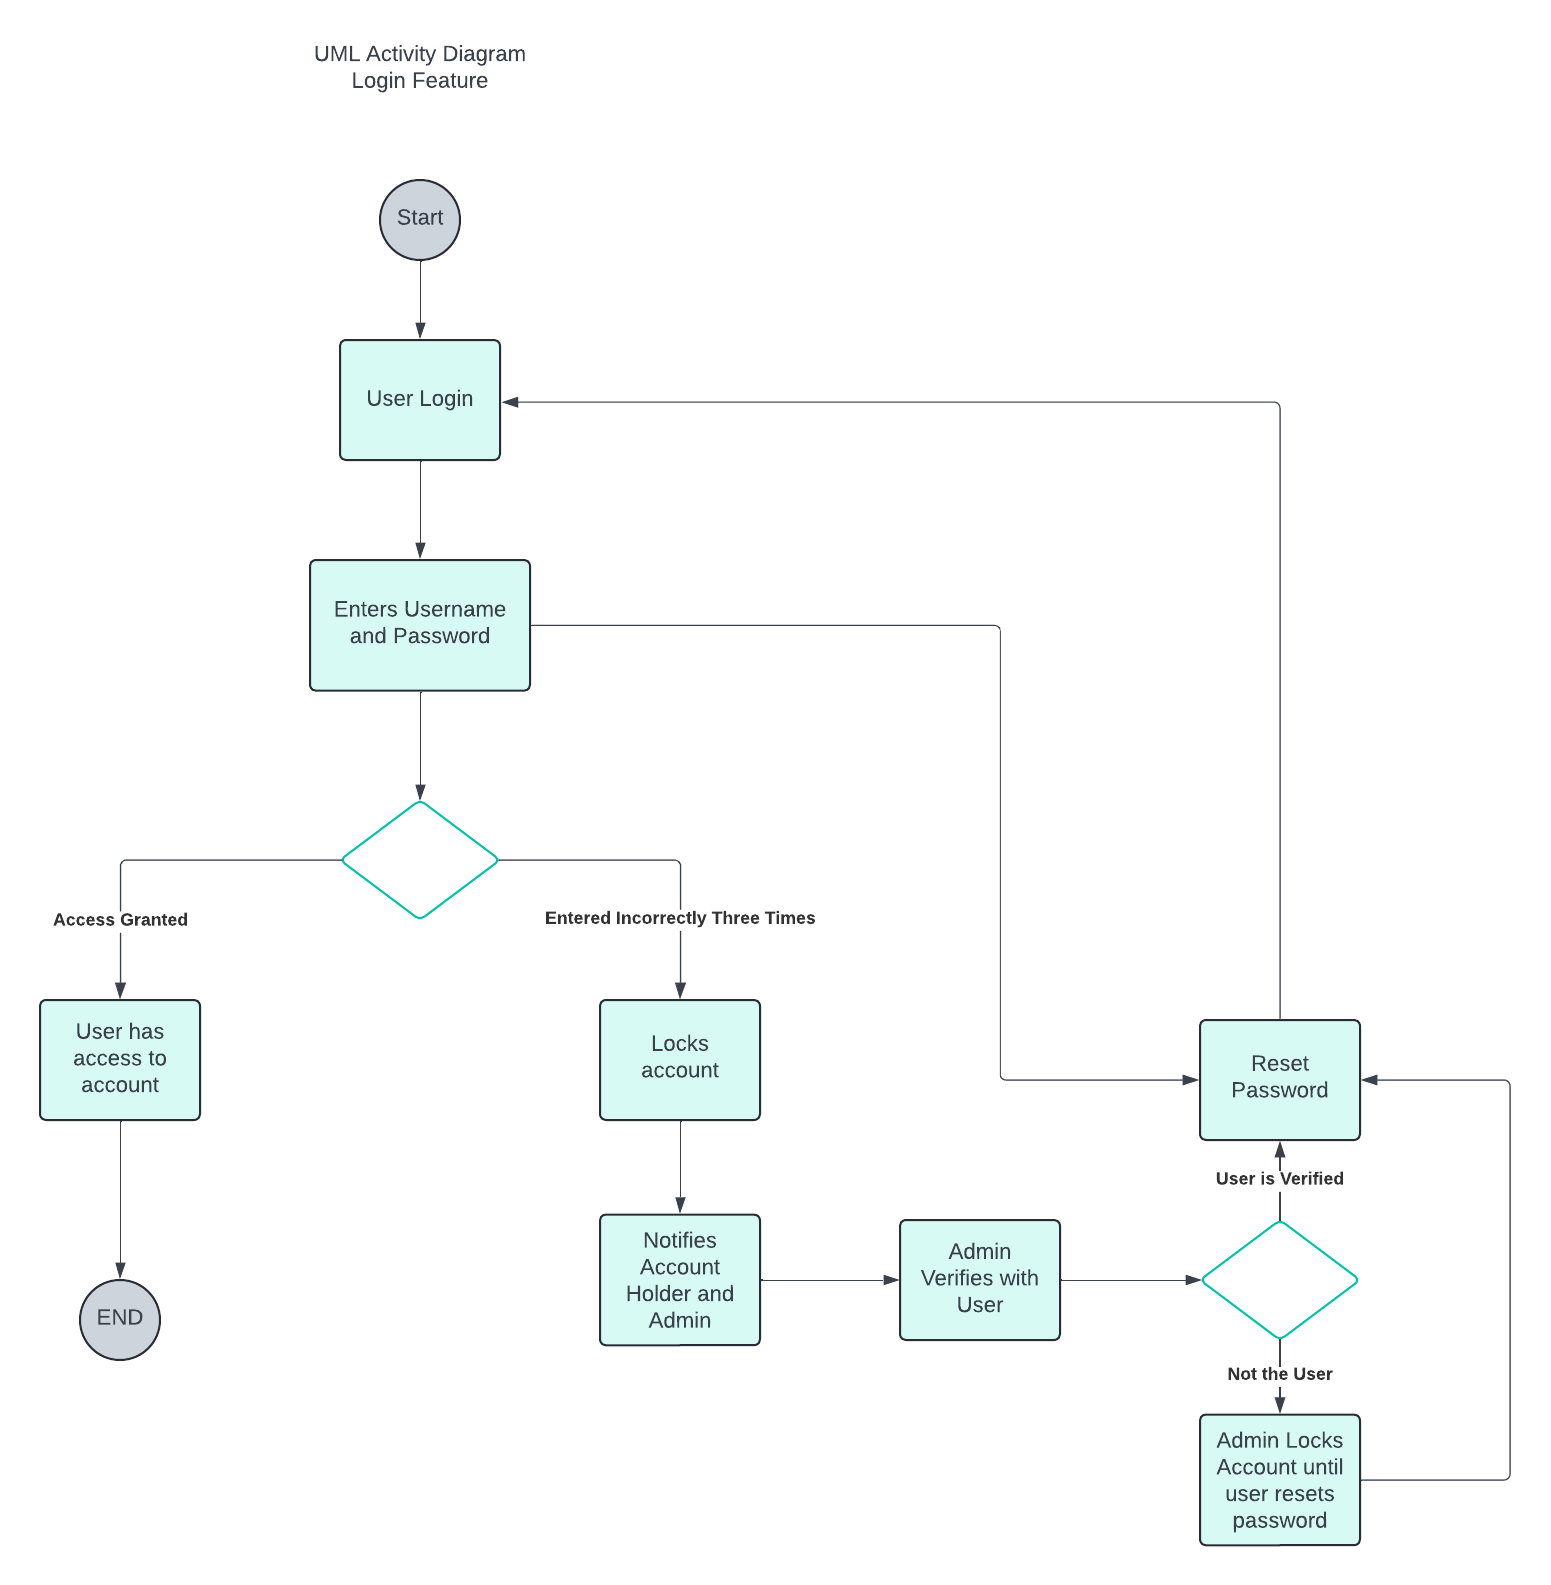 UML Activity Diagram
Login Feature
Start
User Login
Enters Username
and Password
Access Granted
Entered Incorrectly Three Times
User has
access to
account
Locks
account
Reset
Password
User is Verified
Notifies
Account
Holder and
Admin
Admin
Verifies with
User
END
Not the User
Admin Locks
Account until
user resets
password